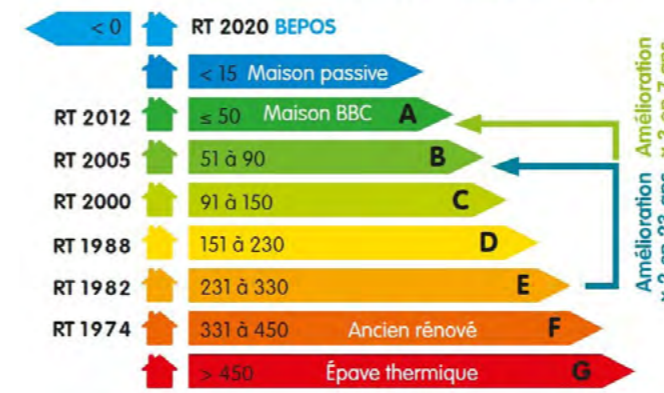 < 0 RT 2020 BEPOS
< 15 Maison passive
RT 2012 ≤ 50 Maison BBC A
RT 2005 51 à 90 B
RT 2000 91 à 150 C
RT 1988 151 à 230 D
RT 1982 231 à 330 E
RT 1974 331 à 450 Ancien rénové F
> 450 Épave thermique G
Amélioration
Amélioration